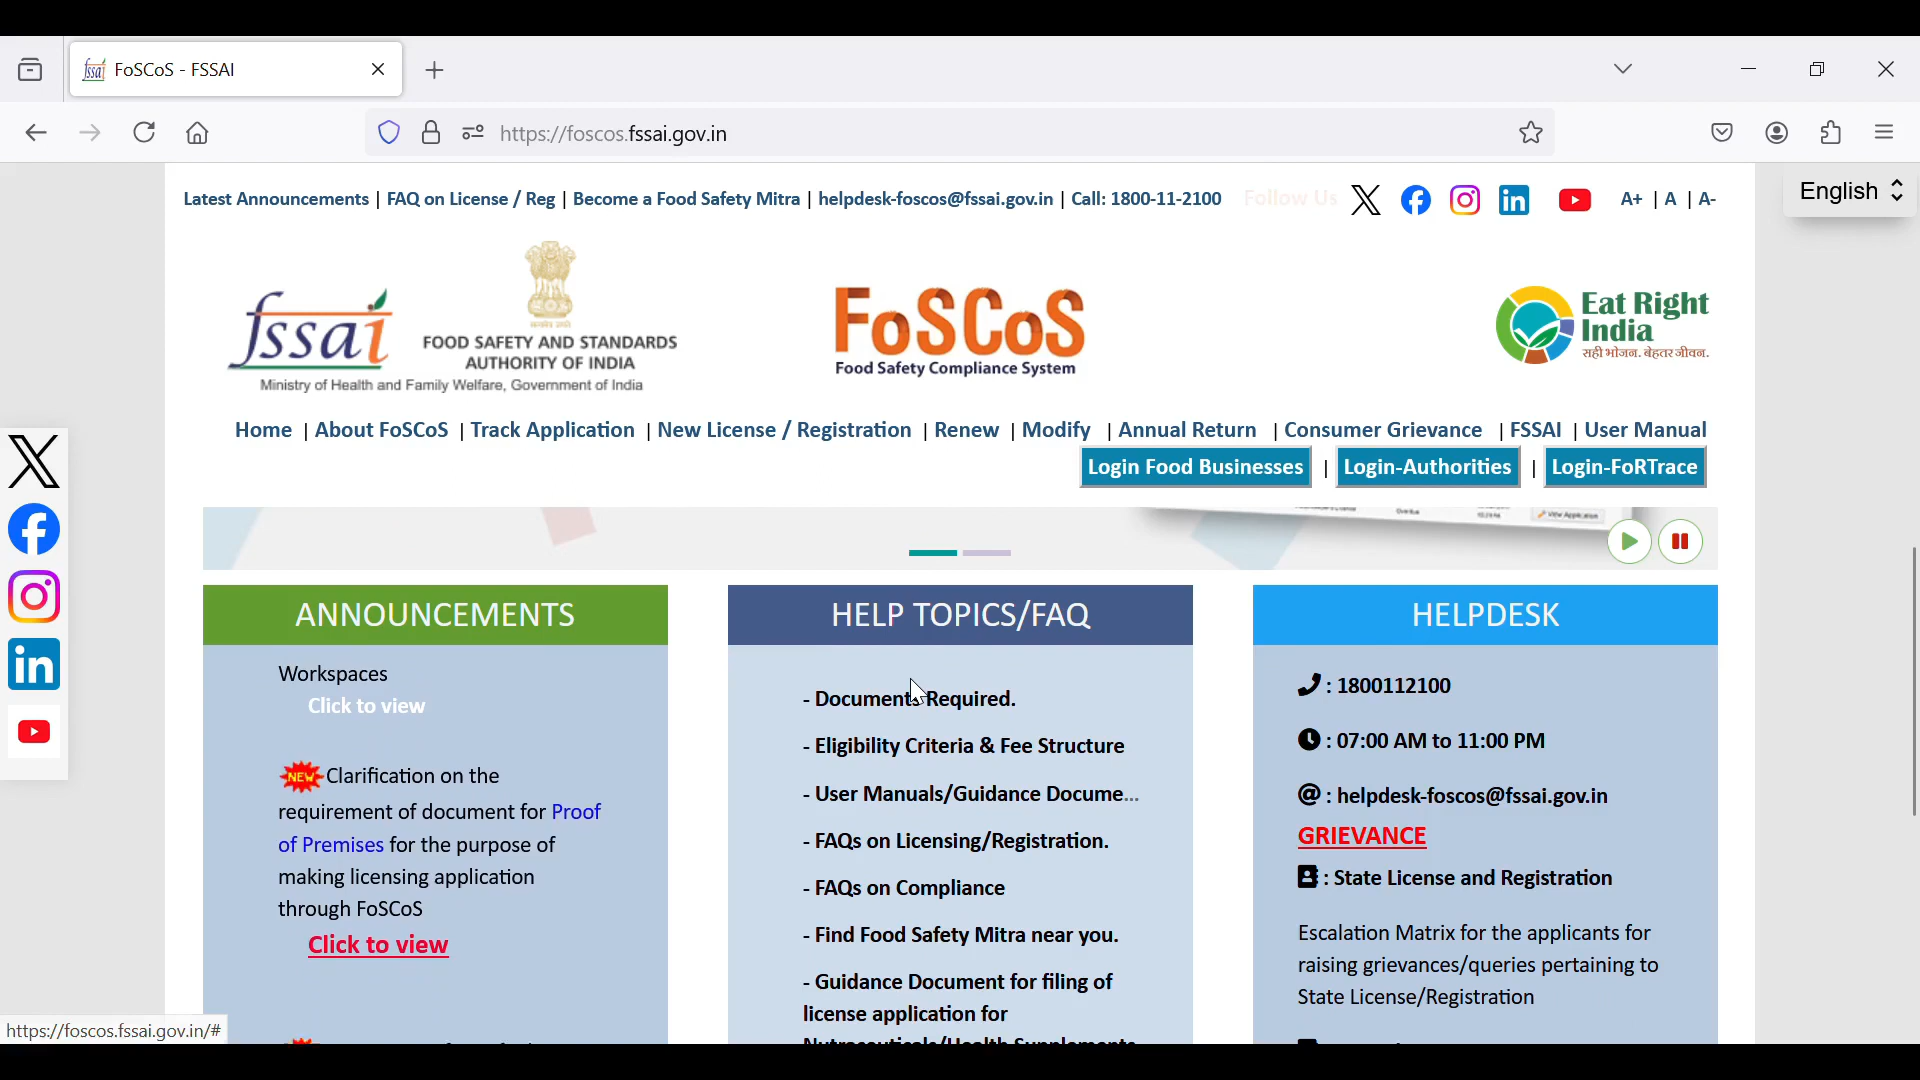 FoSCoS - FSSAI
https://foscos.fssai.gov.in
Latest Announcements | FAQ on License / Reg | Become a Food Safety Mitra | helpdesk-foscos@fssai.gov.in | Call: 1800-11-2100 Follow Us A+ | A | A-
English
fssai
FOOD SAFETY AND STANDARDS
AUTHORITY OF INDIA
Ministry of Health and Family Welfare, Government of India
FoSCoS
Food Safety Compliance System
Eat Right
India
सही भोजन. बेहतर जीवन.
Home | About FoSCoS | Track Application | New License / Registration | Renew | Modify | Annual Return | Consumer Grievance | FSSAI | User Manual
Login Food Businesses | Login-Authorities | Login-FoRTrace
View Application
ANNOUNCEMENTS
Workspaces
Click to view
NEW Clarification on the
requirement of document for Proof
of Premises for the purpose of
making licensing application
through FoSCoS
Click to view
HELP TOPICS/FAQ
- Documents Required.
- Eligibility Criteria & Fee Structure
- User Manuals/Guidance Docume...
- FAQs on Licensing/Registration.
- FAQs on Compliance
- Find Food Safety Mitra near you.
- Guidance Document for filing of
license application for
Nutraceuticals/Health Supplements
HELPDESK
: 1800112100
: 07:00 AM to 11:00 PM
@ : helpdesk-foscos@fssai.gov.in
GRIEVANCE
: State License and Registration
Escalation Matrix for the applicants for
raising grievances/queries pertaining to
State License/Registration
https://foscos.fssai.gov.in/#